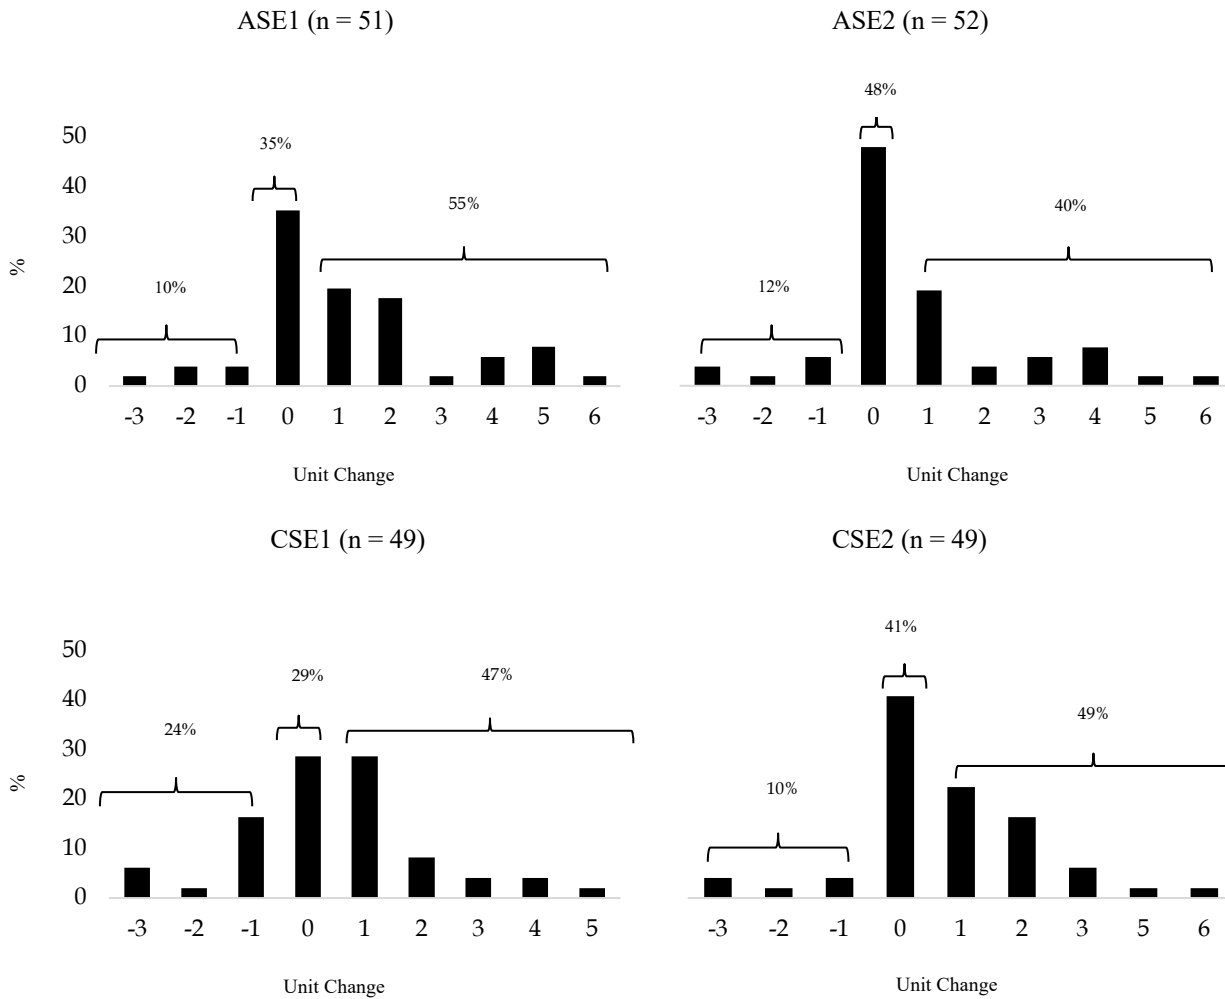 ASE1 (n = 51)
ASE2 (n = 52)
48%
50
35%
40
55%
40%
30
%
20
10%
12%
10
0
-3 -2 -1 0 1 2 3 4 5 6
-3 -2 -1 0 1 2 3 4 5 6
Unit Change
Unit Change
CSE1 (n = 49)
CSE2 (n = 49)
50
41%
40
29%
47%
49%
30
24%
%
20
10%
10
0
-3 -2 -1 0 1 2 3 4 5
-3 -2 -1 0 1 2 3 5 6
Unit Change
Unit Change